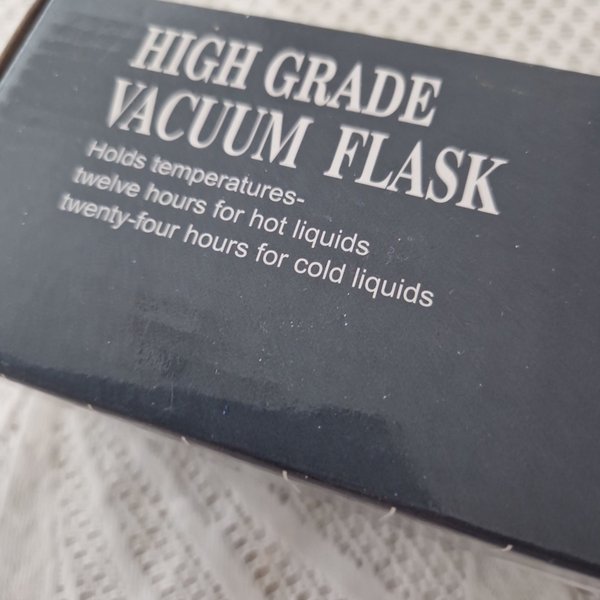 HIGH GRADE
VACUUM FLASK
Holds temperatures-
twelve hours for hot liquids
twenty-four hours for cold liquids